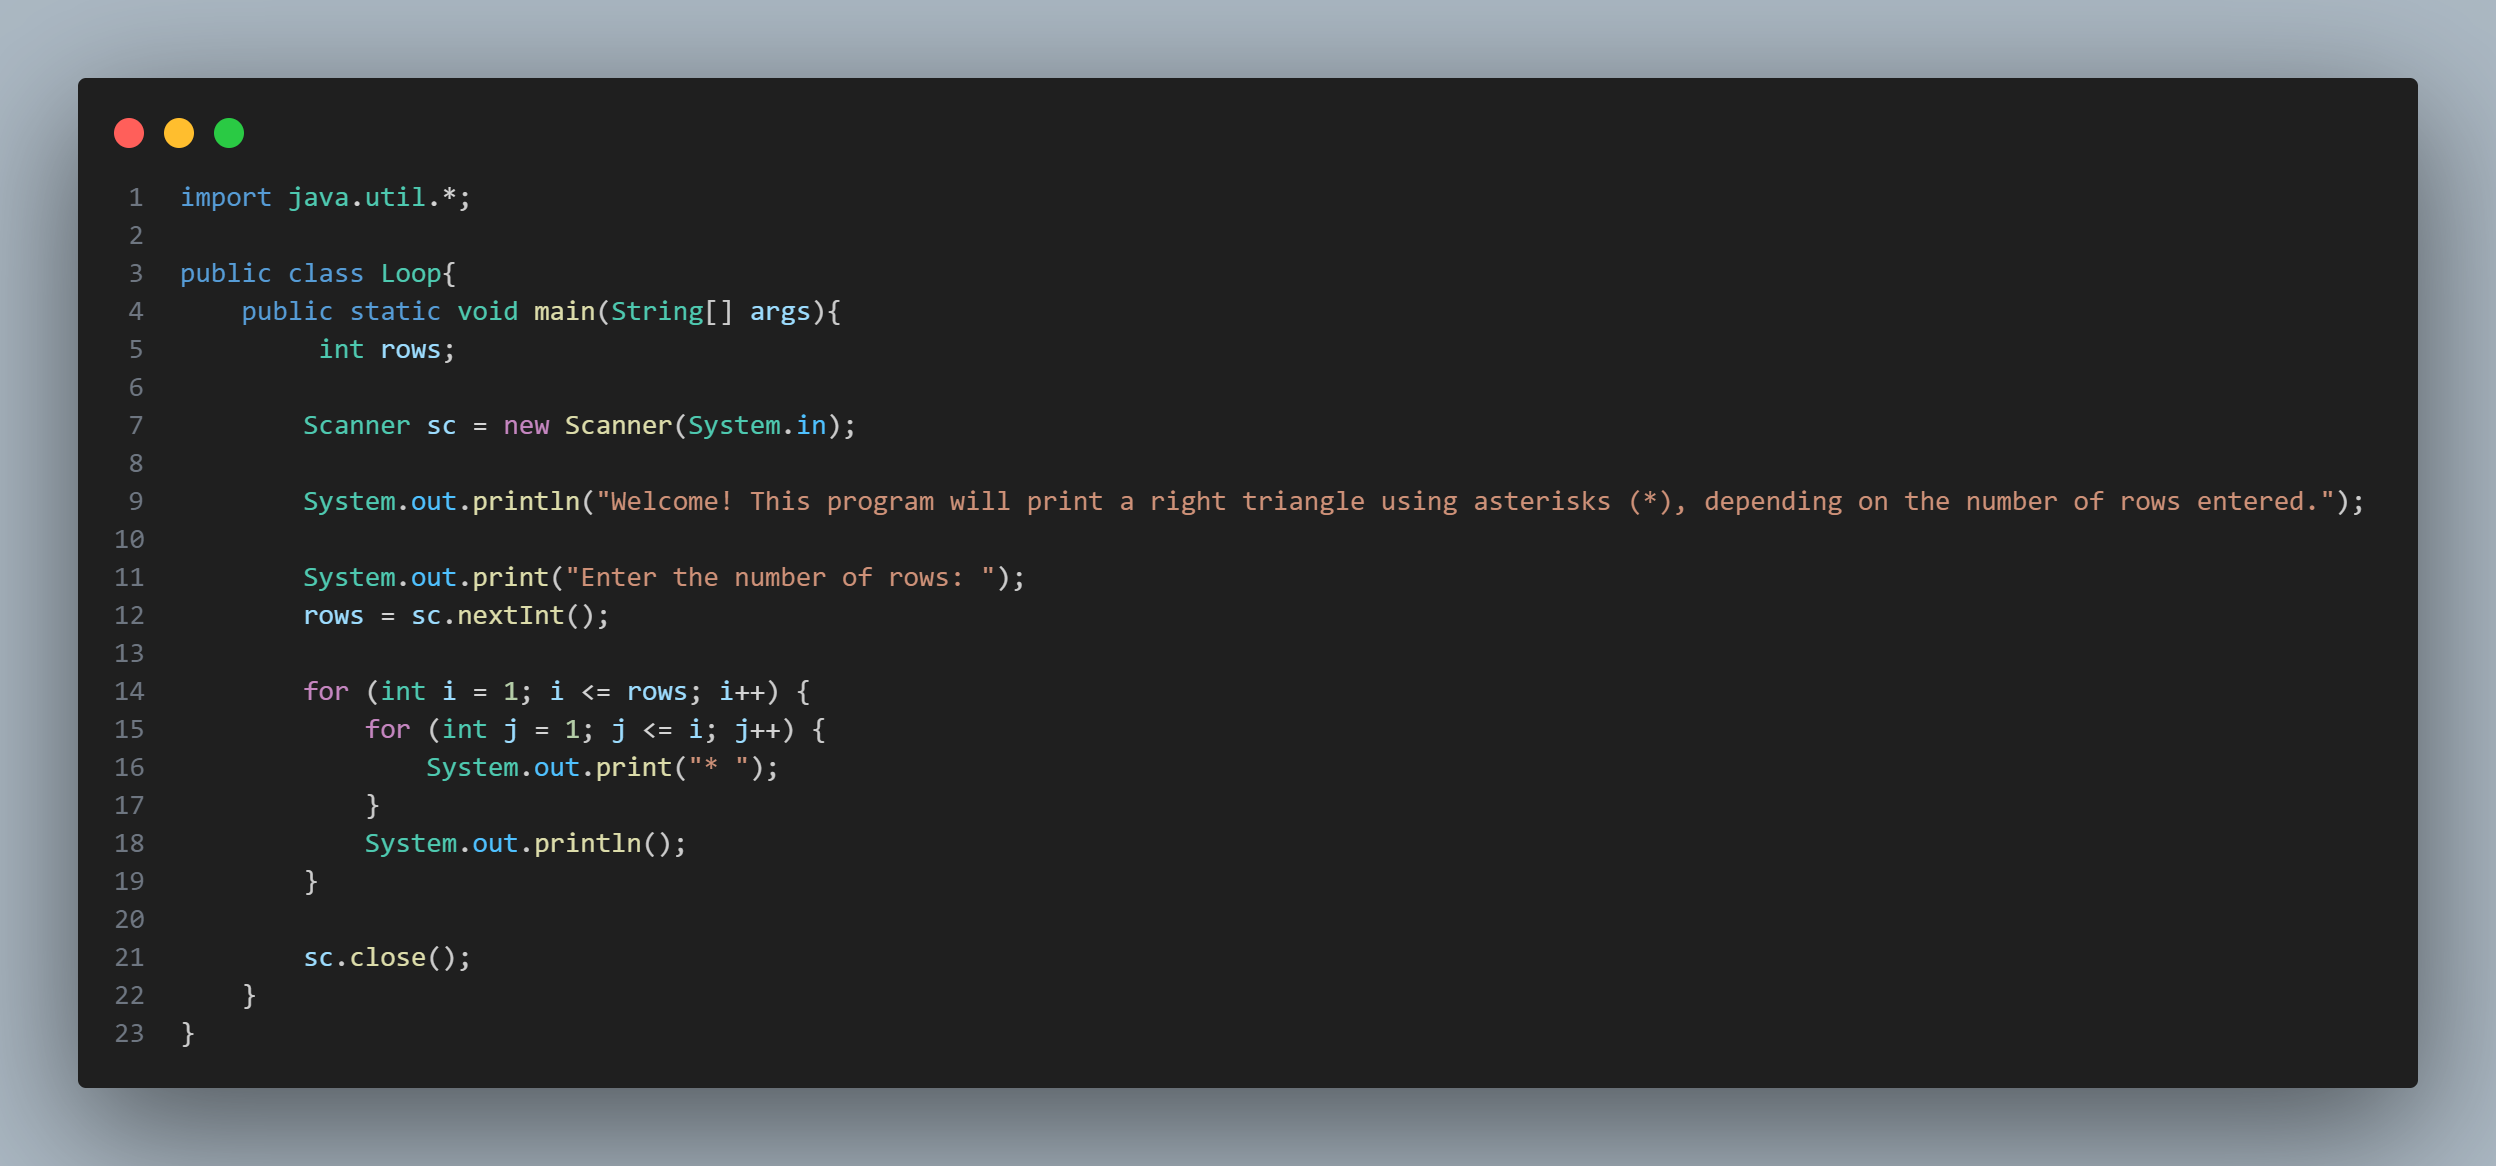 1 import java.util.*;
2
3 public class Loop{
4     public static void main(String[] args){
5          int rows;
6
7         Scanner sc = new Scanner(System.in);
8
9         System.out.println("Welcome! This program will print a right triangle using asterisks (*), depending on the number of rows entered.");
10
11         System.out.print("Enter the number of rows: ");
12         rows = sc.nextInt();
13
14         for (int i = 1; i <= rows; i++) {
15             for (int j = 1; j <= i; j++) {
16                 System.out.print("* ");
17             }
18             System.out.println();
19         }
20
21         sc.close();
22     }
23 }